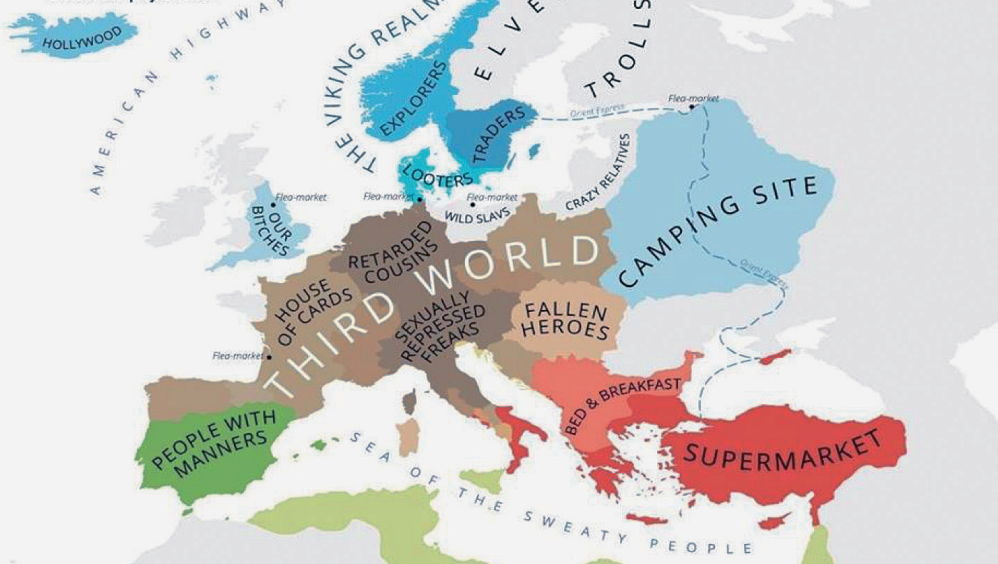 HOLLYWOOD
AMERICAN HIGHWAY
THE VIKING REALM
EXPLORERS
TRADERS
LOOTERS
ELVE
TROLLS
Orient Express
Flea-market
CRAZY RELATIVES
WILD SLAVS
Flea-market
Flea-market
Flea-market
OUR
BITCHES
CAMPING SITE
Orient Express
RETARDED
COUSINS
THIRD WORLD
HOUSE
OF CARDS
SEXUALLY
REPRESSED
FREAKS
FALLEN
HEROES
Flea-market
BED & BREAKFAST
PEOPLE WITH
MANNERS
SUPERMARKET
SEA OF THE SWEATY PEOPLE